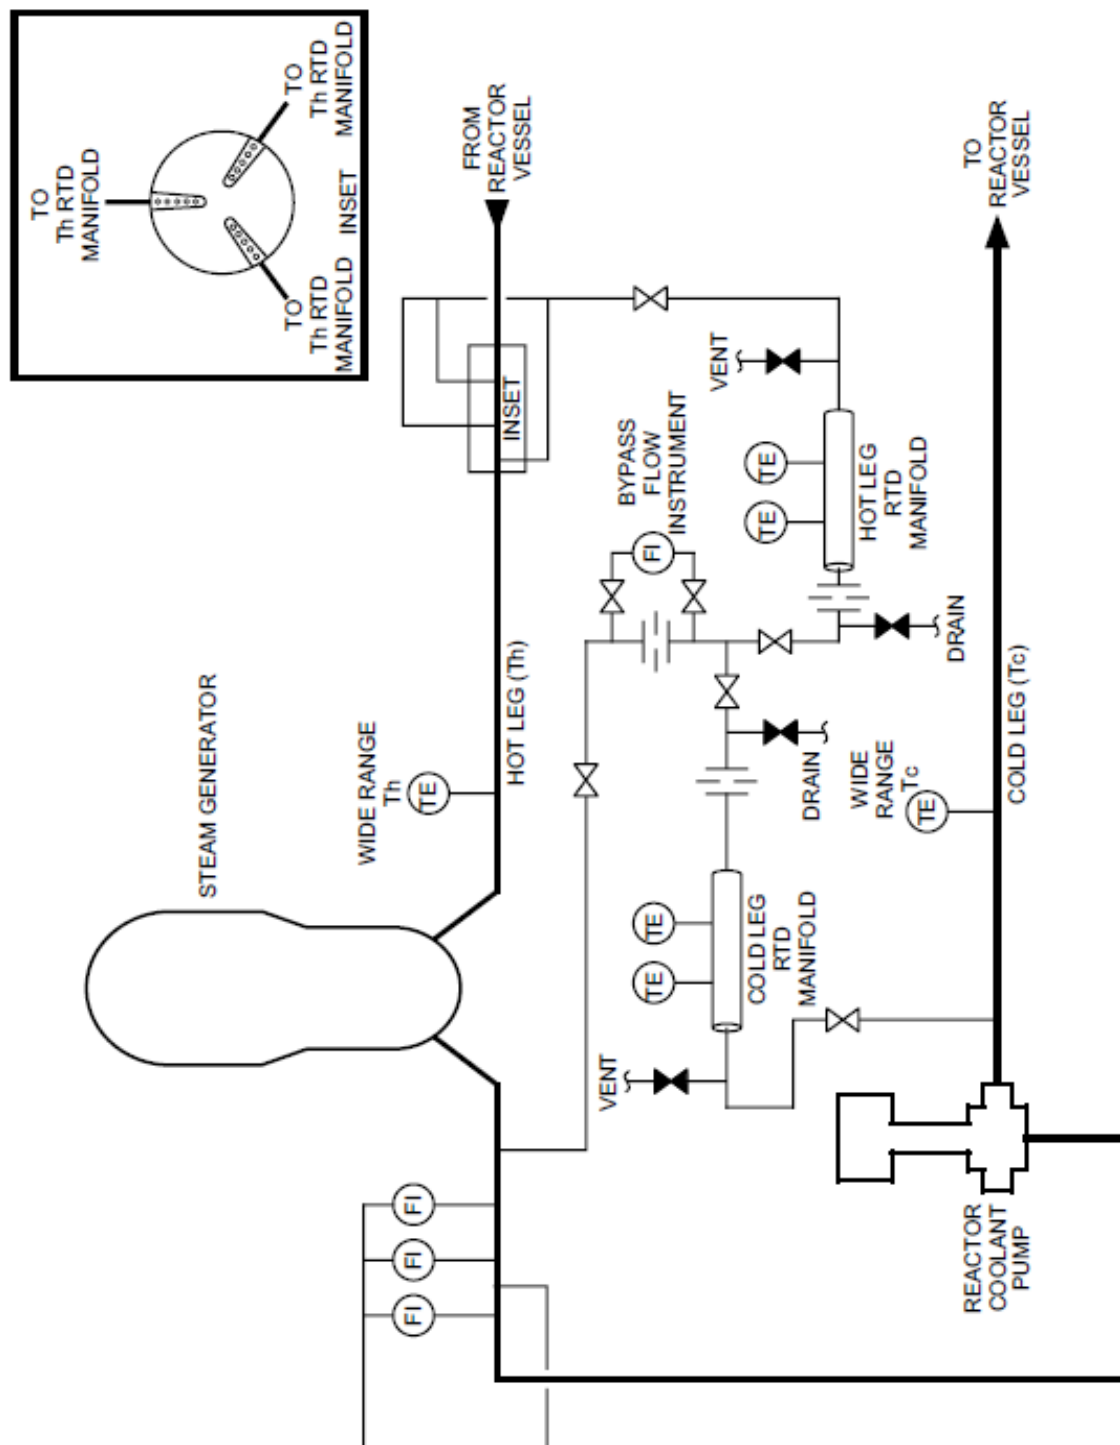 TO
Th RTD
MANIFOLD
TO
Th RTD
MANIFOLD
TO
Th RTD
MANIFOLD
INSET
STEAM GENERATOR
WIDE RANGE
Th
TE
HOT LEG (Th)
INSET
FROM
REACTOR
VESSEL
FI
FI
FI
BYPASS
FLOW
INSTRUMENT
FI
VENT
TE
TE
COLD LEG
RTD
MANIFOLD
DRAIN
TE
TE
HOT LEG
RTD
MANIFOLD
VENT
DRAIN
WIDE
RANGE
Tc
TE
COLD LEG (Tc)
TO
REACTOR
VESSEL
REACTOR
COOLANT
PUMP